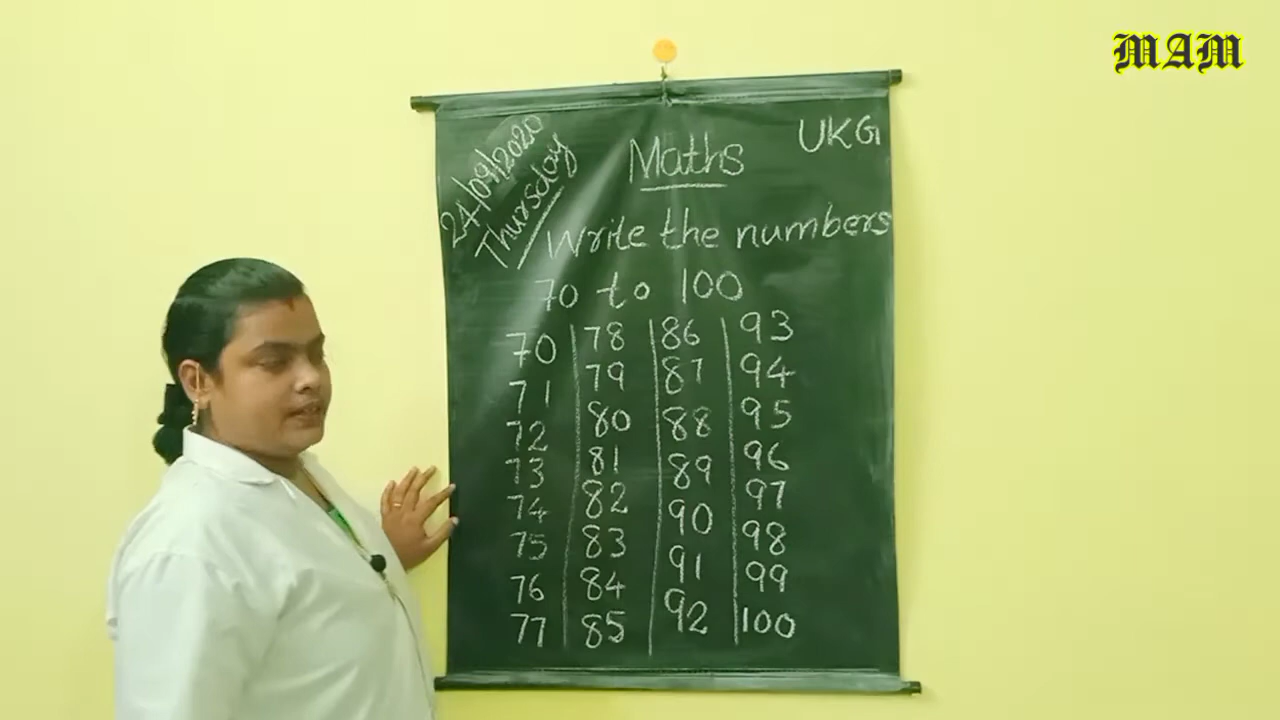 MAM
24/09/2020
Thursday
Maths
UKG
Write the numbers
70 to 100
70 78 86 93
71 79 87 94
72 80 88 95
73 81 89 96
74 82 90 97
75 83 91 98
76 84 92 99
77 85 100